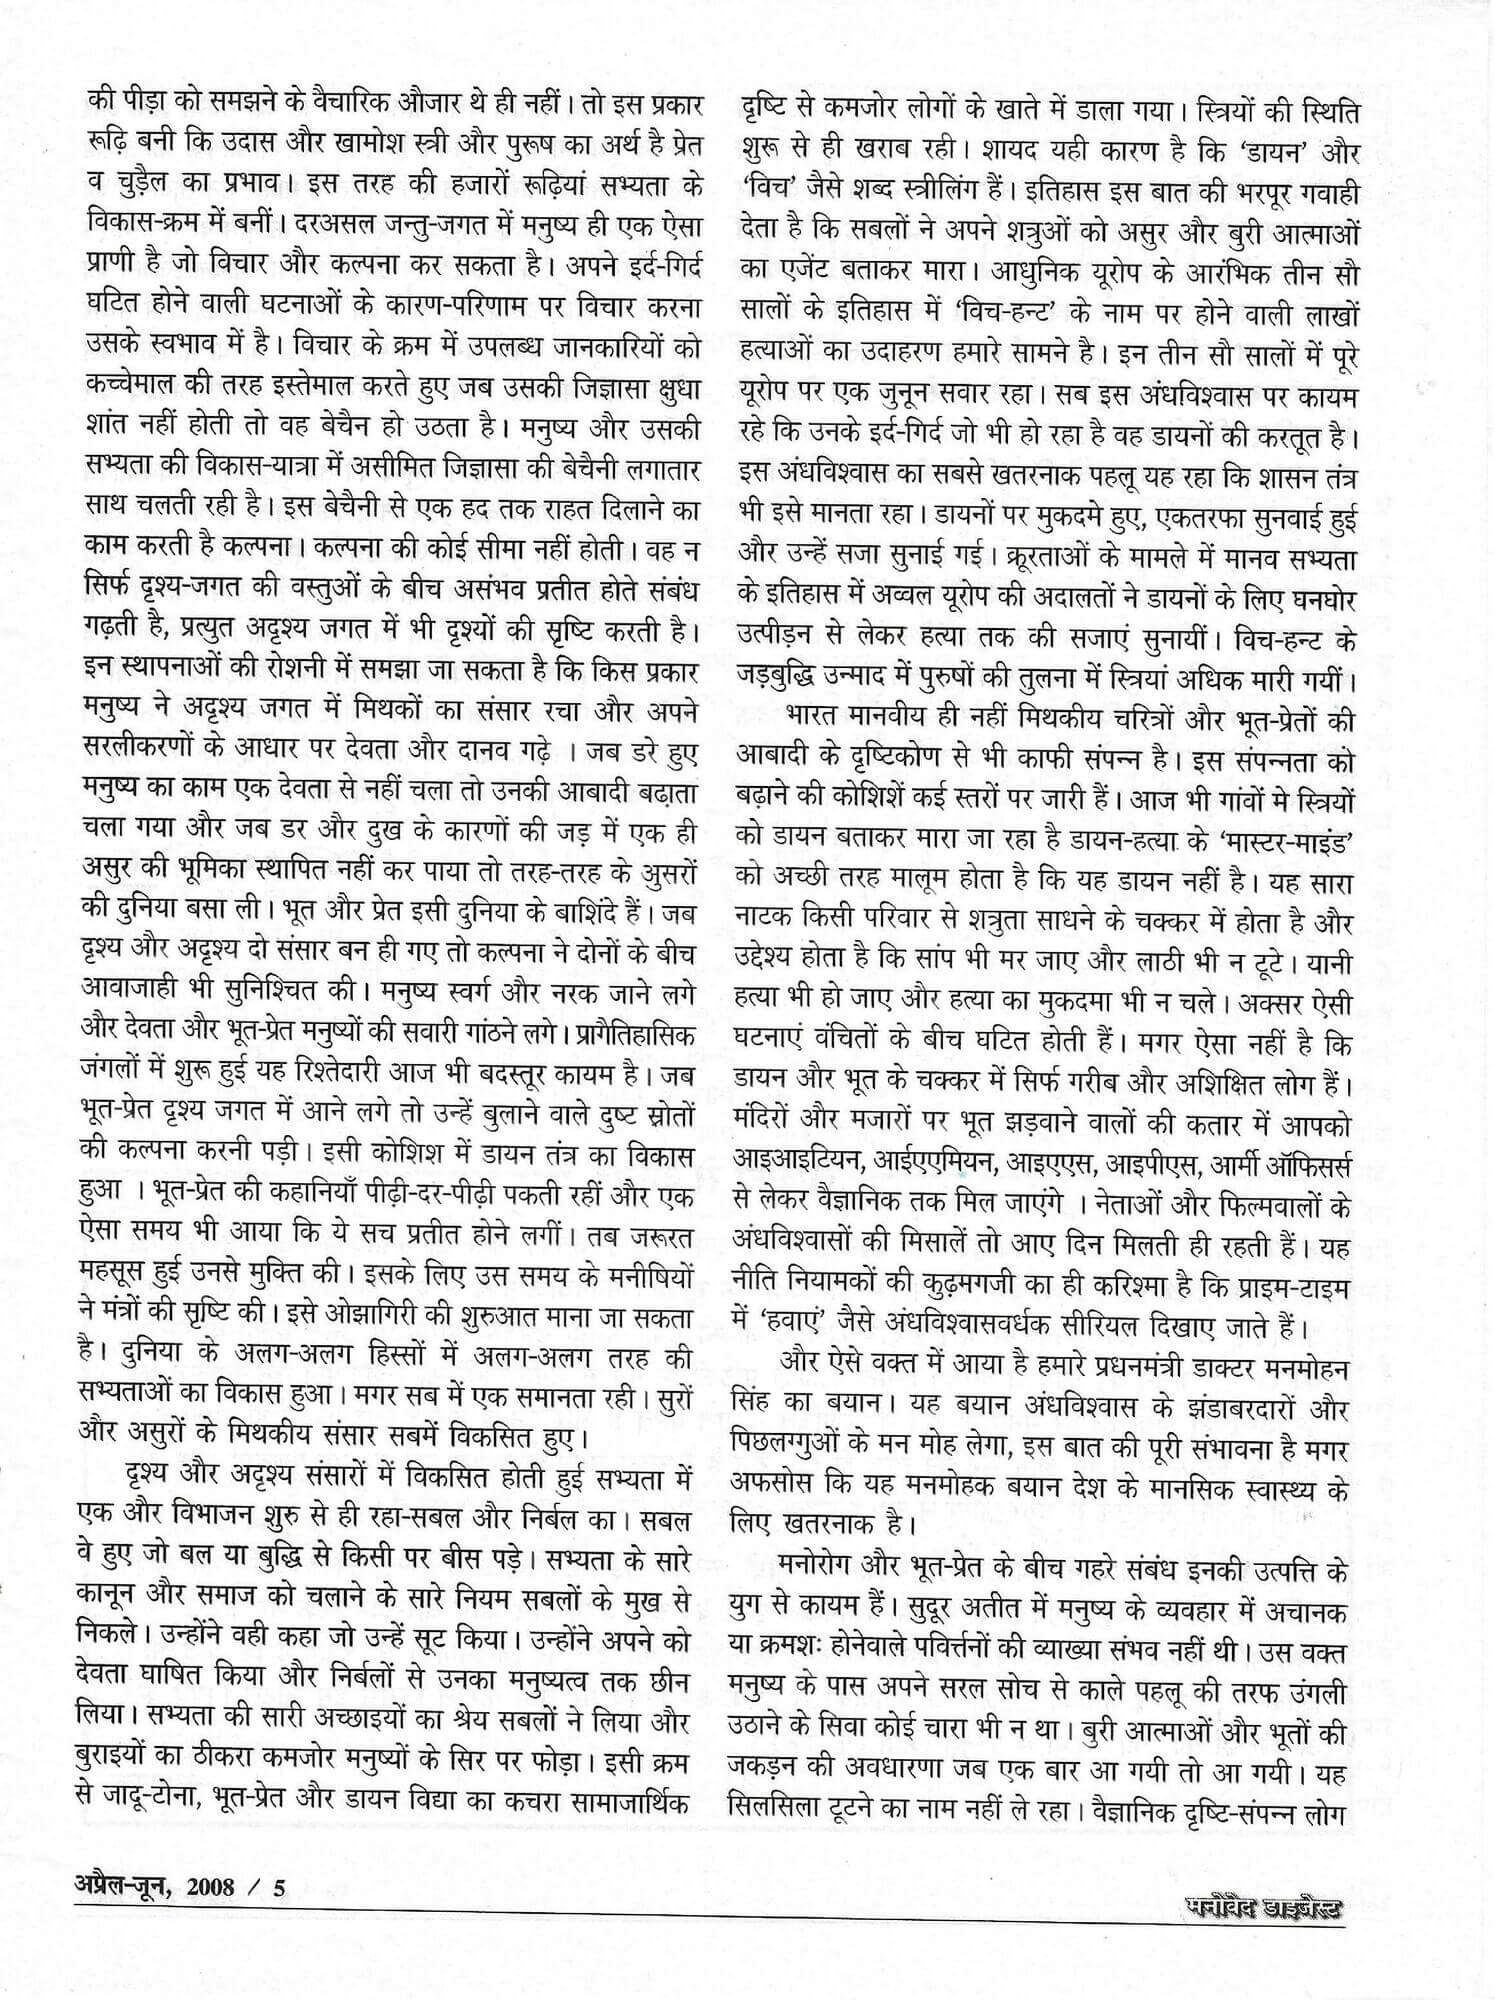 की पीड़ा को समझने के वैचारिक औजार थे ही नहीं। तो इस प्रकार
रूढ़ि बनी कि उदास और खामोश स्त्री और पुरूष का अर्थ है प्रेत
व चुड़ैल का प्रभाव। इस तरह की हजारों रूढ़ियां सभ्यता के
विकास-क्रम में बनीं। दरअसल जन्तु-जगत में मनुष्य ही एक ऐसा
प्राणी है जो विचार और कल्पना कर सकता है। अपने इर्द-गिर्द
घटित होने वाली घटनाओं के कारण-परिणाम पर विचार करना
उसके स्वभाव में है। विचार के क्रम में उपलब्ध जानकारियों को
कच्चेमाल की तरह इस्तेमाल करते हुए जब उसकी जिज्ञासा क्षुधा
शांत नहीं होती तो वह बेचैन हो उठता है। मनुष्य और उसकी
सभ्यता की विकास-यात्रा में असीमित जिज्ञासा की बेचैनी लगातार
साथ चलती रही है। इस बेचैनी से एक हद तक राहत दिलाने का
काम करती है कल्पना। कल्पना की कोई सीमा नहीं होती। वह न
सिर्फ दृश्य-जगत की वस्तुओं के बीच असंभव प्रतीत होते संबंध
गढ़ती है, प्रत्युत अदृश्य जगत में भी दृश्यों की सृष्टि करती है।
इन स्थापनाओं की रोशनी में समझा जा सकता है कि किस प्रकार
मनुष्य ने अदृश्य जगत में मिथकों का संसार रचा और अपने
सरलीकरणों के आधार पर देवता और दानव गढ़े । जब डरे हुए
मनुष्य का काम एक देवता से नहीं चला तो उनकी आबादी बढ़ाता
चला गया और जब डर और दुख के कारणों की जड़ में एक ही
असुर की भूमिका स्थापित नहीं कर पाया तो तरह-तरह के अुसरों
की दुनिया बसा ली। भूत और प्रेत इसी दुनिया के बाशिंदे हैं। जब
दृश्य और अदृश्य दो संसार बन ही गए तो कल्पना ने दोनों के बीच
आवाजाही भी सुनिश्चित की। मनुष्य स्वर्ग और नरक जाने लगे
और देवता और भूत-प्रेत मनुष्यों की सवारी गांठने लगे। प्रागैतिहासिक
जंगलों में शुरू हुई यह रिश्तेदारी आज भी बदस्तूर कायम है। जब
भूत-प्रेत दृश्य जगत में आने लगे तो उन्हें बुलाने वाले दुष्ट स्रोतों
की कल्पना करनी पड़ी। इसी कोशिश में डायन तंत्र का विकास
हुआ । भूत-प्रेत की कहानियाँ पीढ़ी-दर-पीढ़ी पकती रहीं और एक
ऐसा समय भी आया कि ये सच प्रतीत होने लगीं। तब जरूरत
महसूस हुई उनसे मुक्ति की। इसके लिए उस समय के मनीषियों
ने मंत्रों की सृष्टि की। इसे ओझागिरी की शुरुआत माना जा सकता
है। दुनिया के अलग-अलग हिस्सों में अलग-अलग तरह की
सभ्यताओं का विकास हुआ। मगर सब में एक समानता रही। सुरों
और असुरों के मिथकीय संसार सबमें विकसित हुए।
दृश्य और अदृश्य संसारों में विकसित होती हुई सभ्यता में
एक और विभाजन शुरु से ही रहा-सबल और निर्बल का। सबल
वे हुए जो बल या बुद्धि से किसी पर बीस पड़े। सभ्यता के सारे
कानून और समाज को चलाने के सारे नियम सबलों के मुख से
निकले। उन्होंने वही कहा जो उन्हें सूट किया। उन्होंने अपने को
देवता घाषित किया और निर्बलों से उनका मनुष्यत्व तक छीन
लिया। सभ्यता की सारी अच्छाइयों का श्रेय सबलों ने लिया और
बुराइयों का ठीकरा कमजोर मनुष्यों के सिर पर फोड़ा। इसी क्रम
से जादू-टोना, भूत-प्रेत और डायन विद्या का कचरा सामाजार्थिक
दृष्टि से कमजोर लोगों के खाते में डाला गया। स्त्रियों की स्थिति
शुरू से ही खराब रही। शायद यही कारण है कि ‘डायन’ और
‘विच’ जैसे शब्द स्त्रीलिंग हैं। इतिहास इस बात की भरपूर गवाही
देता है कि सबलों ने अपने शत्रुओं को असुर और बुरी आत्माओं
का एजेंट बताकर मारा। आधुनिक यूरोप के आरंभिक तीन सौ
सालों के इतिहास में ‘विच-हन्ट’ के नाम पर होने वाली लाखों
हत्याओं का उदाहरण हमारे सामने है। इन तीन सौ सालों में पूरे
यूरोप पर एक जुनून सवार रहा। सब इस अंधविश्वास पर कायम
रहे कि उनके इर्द-गिर्द जो भी हो रहा है वह डायनों की करतूत है।
इस अंधविश्वास का सबसे खतरनाक पहलू यह रहा कि शासन तंत्र
भी इसे मानता रहा। डायनों पर मुकदमे हुए, एकतरफा सुनवाई हुई
और उन्हें सजा सुनाई गई। क्रूरताओं के मामले में मानव सभ्यता
के इतिहास में अव्वल यूरोप की अदालतों ने डायनों के लिए घनघोर
उत्पीड़न से लेकर हत्या तक की सजाएं सुनायीं। विच-हन्ट के
जड़बुद्धि उन्माद में पुरुषों की तुलना में स्त्रियां अधिक मारी गयीं।
भारत मानवीय ही नहीं मिथकीय चरित्रों और भूत-प्रेतों की
आबादी के दृष्टिकोण से भी काफी संपन्न है। इस संपन्नता को
बढ़ाने की कोशिशें कई स्तरों पर जारी हैं। आज भी गांवों मे स्त्रियों
को डायन बताकर मारा जा रहा है डायन-हत्या के ‘मास्टर-माइंड’
को अच्छी तरह मालूम होता है कि यह डायन नहीं है। यह सारा
नाटक किसी परिवार से शत्रुता साधने के चक्कर में होता है और
उद्देश्य होता है कि सांप भी मर जाए और लाठी भी न टूटे। यानी
हत्या भी हो जाए और हत्या का मुकदमा भी न चले। अक्सर ऐसी
घटनाएं वंचितों के बीच घटित होती हैं। मगर ऐसा नहीं है कि
डायन और भूत के चक्कर में सिर्फ गरीब और अशिक्षित लोग हैं।
मंदिरों और मजारों पर भूत झड़वाने वालों की कतार में आपको
आइआइटियन, आईएएमियन, आइएएस, आइपीएस, आर्मी ऑफिसर्स
से लेकर वैज्ञानिक तक मिल जाएंगे । नेताओं और फिल्मवालों के
अंधविश्वासों की मिसालें तो आए दिन मिलती ही रहती हैं। यह
नीति नियामकों की कुढ़मगजी का ही करिश्मा है कि प्राइम-टाइम
में ‘हवाएं’ जैसे अंधविश्वासवर्धक सीरियल दिखाए जाते हैं।
और ऐसे वक्त में आया है हमारे प्रधनमंत्री डाक्टर मनमोहन
सिंह का बयान। यह बयान अंधविश्वास के झंडाबरदारों और
पिछलग्गुओं के मन मोह लेगा, इस बात की पूरी संभावना है मगर
अफसोस कि यह मनमोहक बयान देश के मानसिक स्वास्थ्य के
लिए खतरनाक है।
मनोरोग और भूत-प्रेत के बीच गहरे संबंध इनकी उत्पत्ति के
युग से कायम हैं। सुदूर अतीत में मनुष्य के व्यवहार में अचानक
या क्रमशः होनेवाले पविर्त्तनों की व्याख्या संभव नहीं थी। उस वक्त
मनुष्य के पास अपने सरल सोच से काले पहलू की तरफ उंगली
उठाने के सिवा कोई चारा भी न था। बुरी आत्माओं और भूतों की
जकड़न की अवधारणा जब एक बार आ गयी तो आ गयी। यह
सिलसिला टूटने का नाम नहीं ले रहा। वैज्ञानिक दृष्टि-संपन्न लोग
अप्रैल-जून, 2008 / 5
मनोवेद डाइजेस्ट